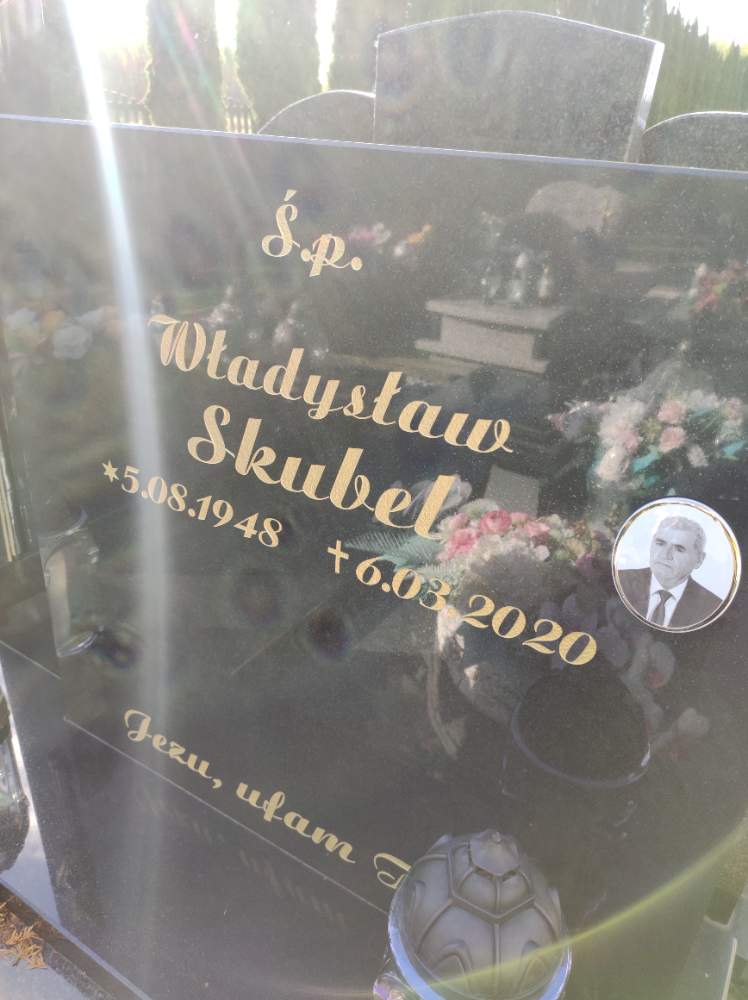 Ś.p.
Władysław
Skubel
*5.08.1948 †6.03.2020
Jezu, ufam